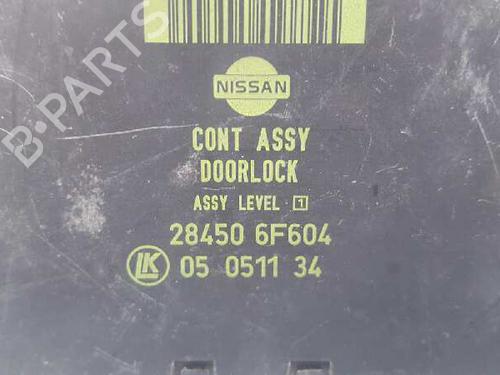 B-PARTS
NISSAN
CONT ASSY
DOORLOCK
ASSY LEVEL 1
28450 6F604
LK 05 0511 34